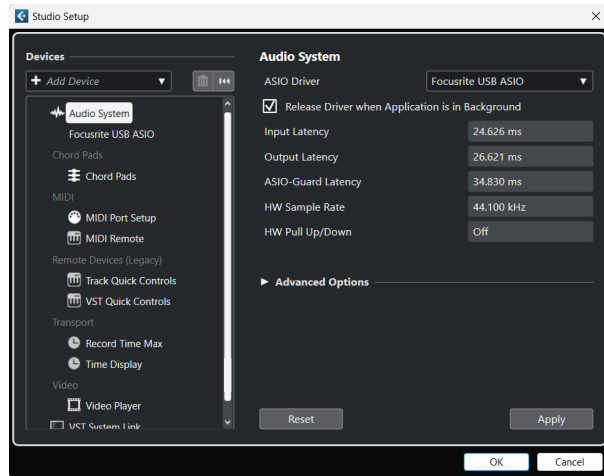 Studio Setup
Devices
Add Device
Audio System
Focusrite USB ASIO
Chord Pads
Chord Pads
MIDI
MIDI Port Setup
MIDI Remote
Remote Devices (Legacy)
Track Quick Controls
VST Quick Controls
Transport
Record Time Max
Time Display
Video
Video Player
VST System Link
Audio System
ASIO Driver Focusrite USB ASIO
Release Driver when Application is in Background
Input Latency 24.626 ms
Output Latency 26.621 ms
ASIO-Guard Latency 34.830 ms
HW Sample Rate 44.100 kHz
HW Pull Up/Down Off
Advanced Options
Reset Apply
OK Cancel